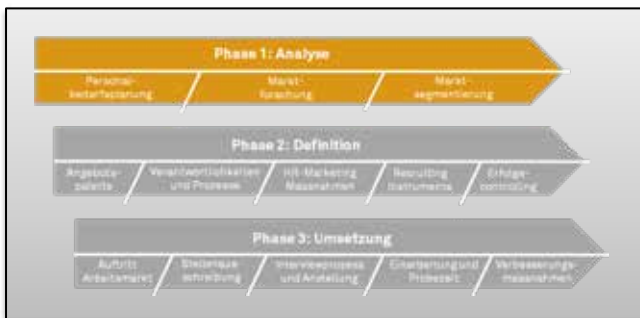 Phase 1: Analyse
Personal-
bedarfsplanung
Markt-
forschung
Markt-
segmentierung
Phase 2: Definition
Angebots-
palette
Verantwortlichkeiten
und Prozesse
HR-Marketing
Massnahmen
Recruiting
Instrumente
Erfolgs-
controlling
Phase 3: Umsetzung
Auftritt
Arbeitsmarkt
Stellenaus-
schreibung
Interviewprozess
und Anstellung
Einarbeitung und
Probezeit
Verbesserungs-
massnahmen